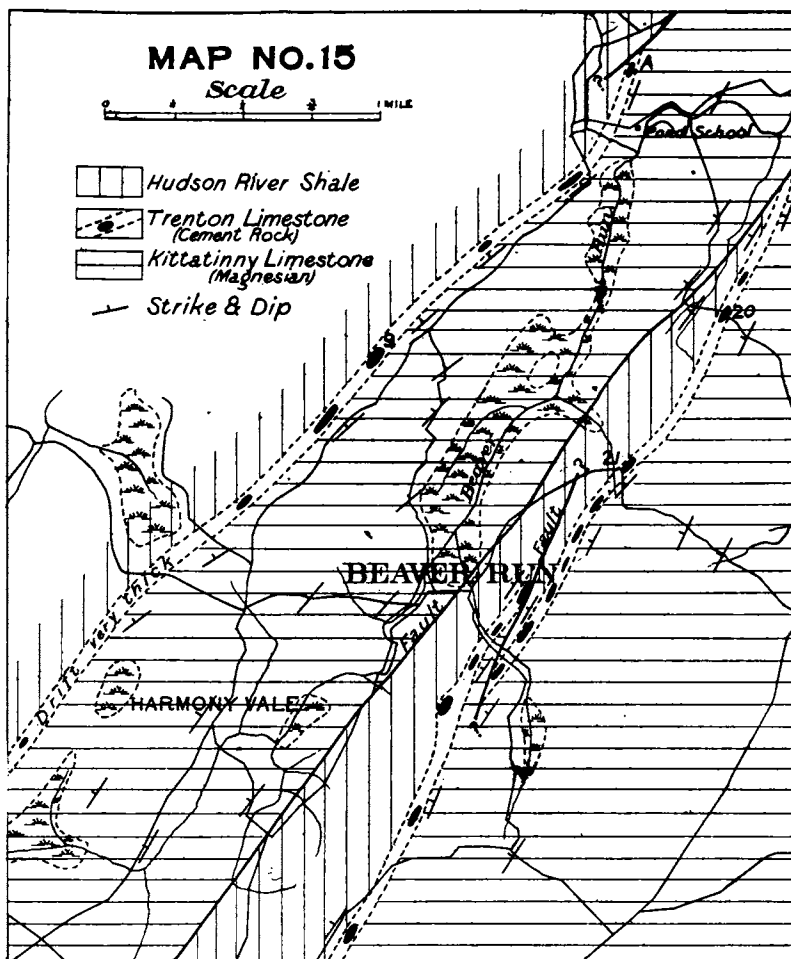 MAP NO.15
Scale
0
1 MILE
Hudson River Shale
Trenton Limestone
(Cement Rock)
Kittatinny Limestone
(Magnesian)
Strike & Dip
?
A
Pond School
Run
20
9
Beaver
21
?
Fault
BEAVER RUN
Fault
Drift very thick
HARMONY VALE
?